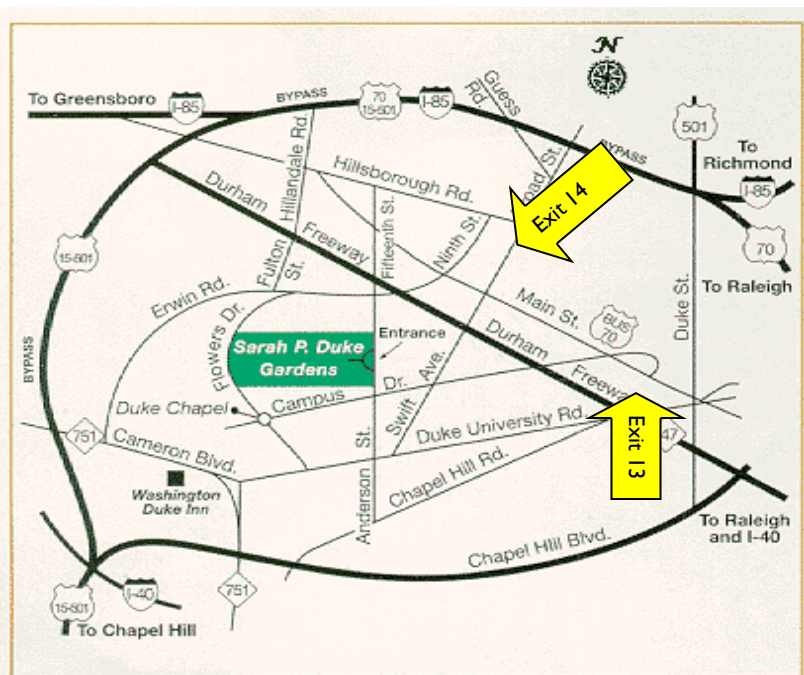 N
To Greensboro
I-85
BYPASS
70
15-501
I-85
Guess
Rd.
501
BYPASS
To
Richmond
I-85
70
To Raleigh
Hillandale Rd.
Hillsborough Rd.
Exit 14
Durham
Freeway
Fulton
St.
Fifteenth St.
Ninth St.
15-501
Erwin Rd.
Main St.
BUS
70
Duke St.
Flowers Dr.
Sarah P. Duke
Gardens
Entrance
Durham
Freeway
BYPASS
Swift
Ave.
Campus
Dr.
Duke Chapel
751
Cameron Blvd.
Duke University Rd.
Exit 13
47
Washington
Duke Inn
Anderson
St.
Chapel Hill Rd.
To Raleigh
and I-40
Chapel Hill Blvd.
751
I-40
15-501
To Chapel Hill